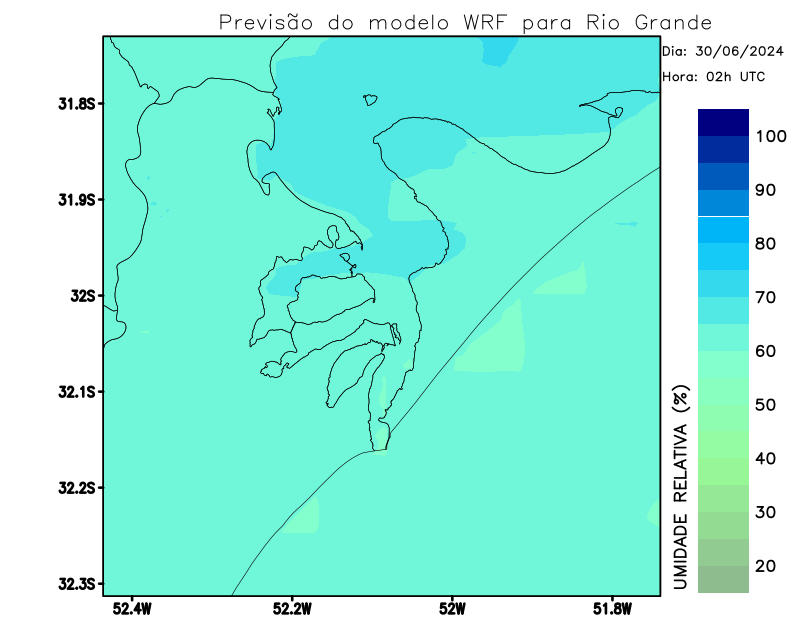 Previsão do modelo WRF para Rio Grande
Dia: 30/06/2024
Hora: 02h UTC
31.8S
31.9S
32S
32.1S
32.2S
32.3S
52.4W
52.2W
52W
51.8W
UMIDADE RELATIVA (%)
100
90
80
70
60
50
40
30
20